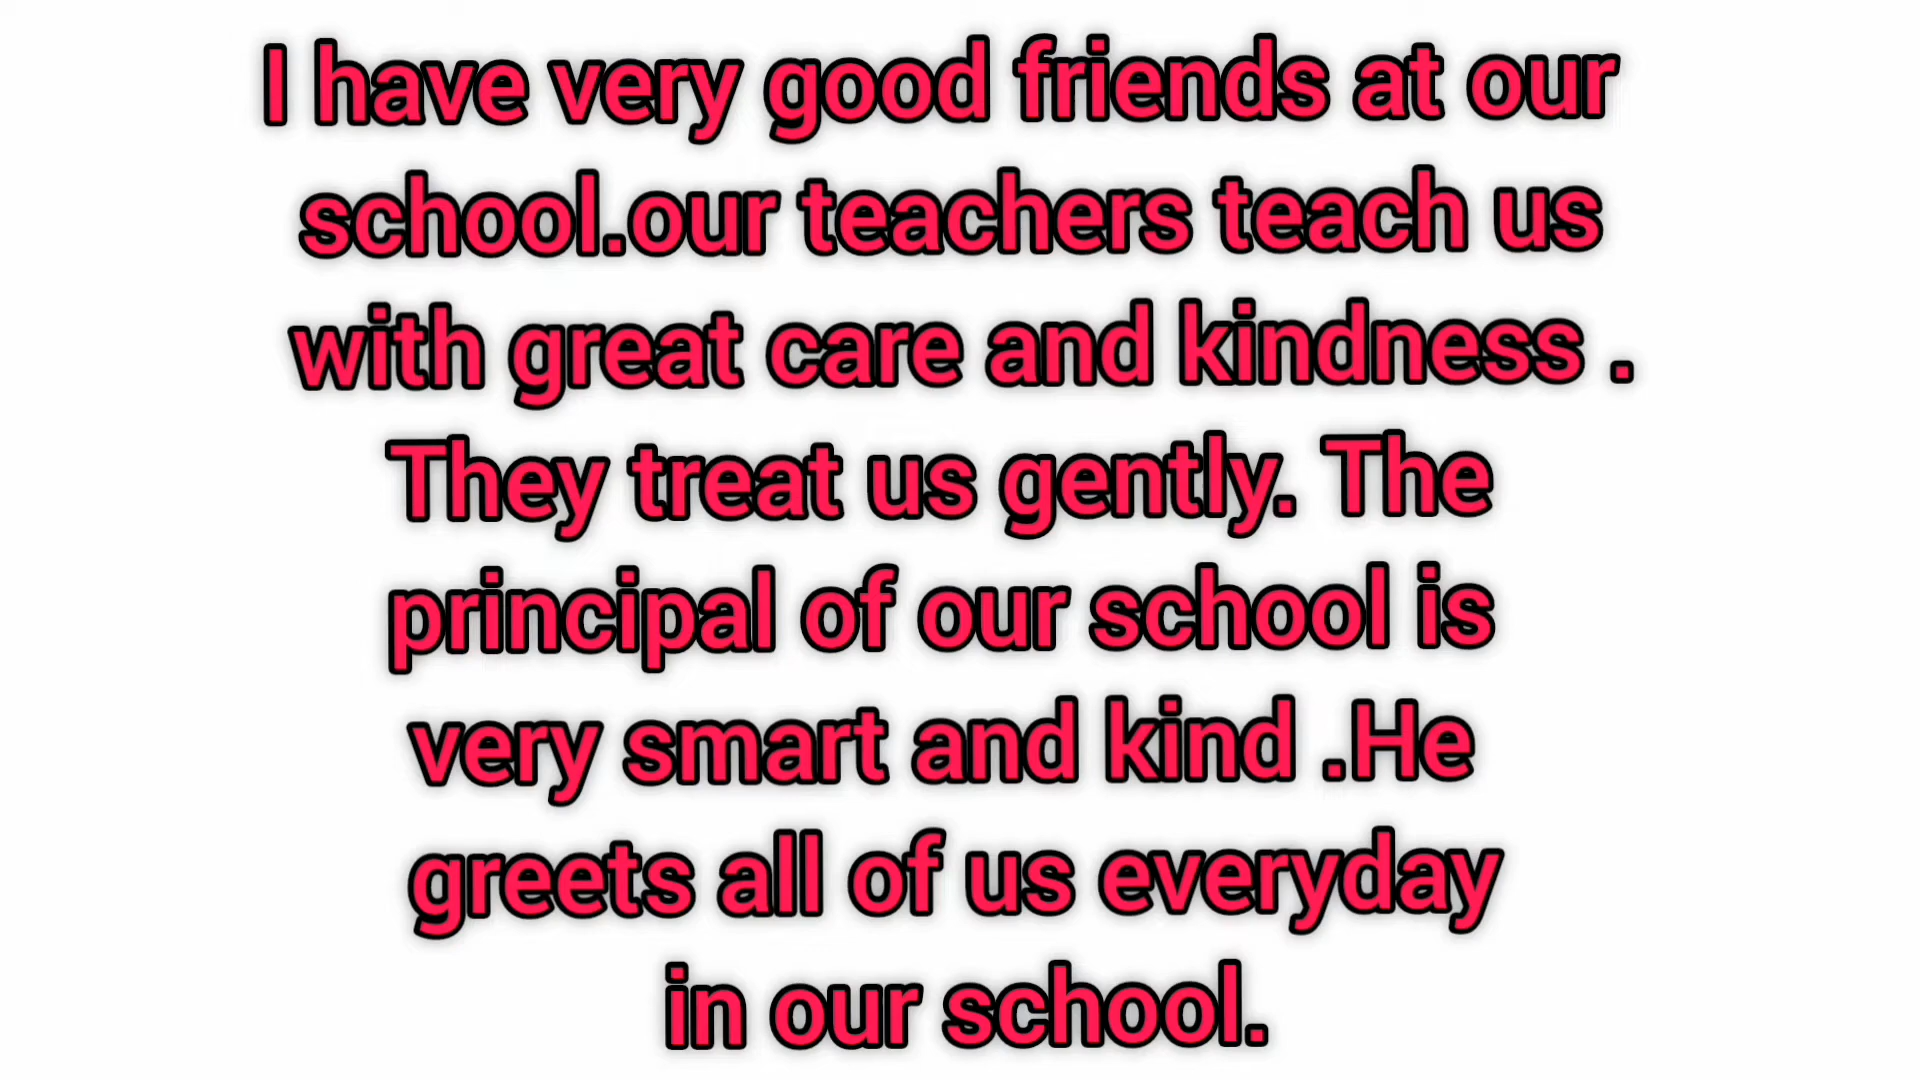 I have very good friends at our
school.our teachers teach us
with great care and kindness .
They treat us gently. The
principal of our school is
very smart and kind .He
greets all of us everyday
in our school.